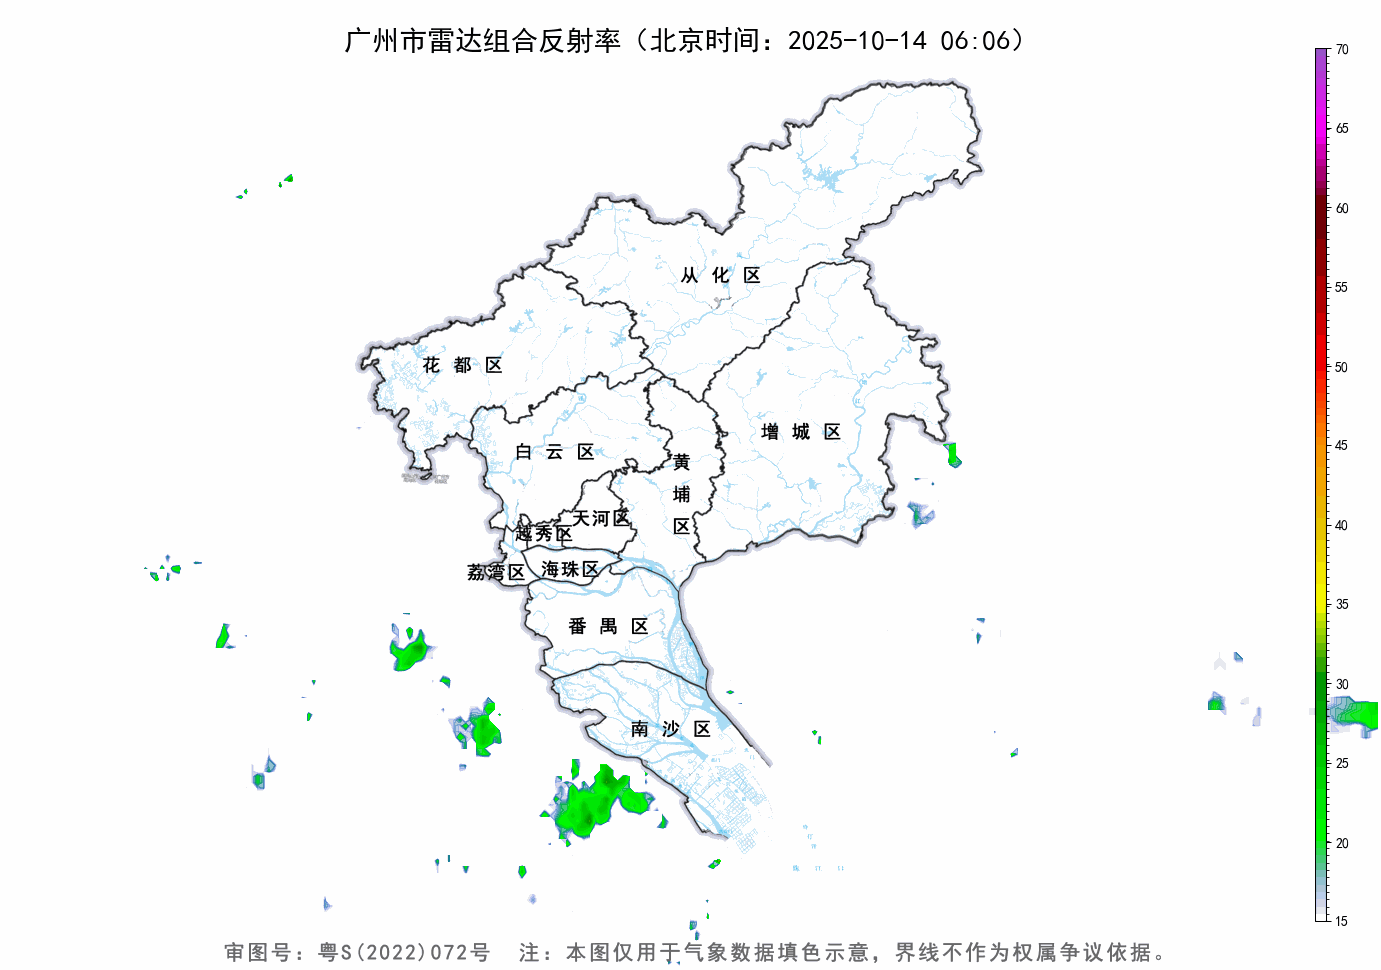 广州市雷达组合反射率（北京时间：2025-10-14 06:06）
70
65
60
55
50
45
40
35
30
25
20
15
从化区
花都区
增城区
白云区
黄埔区
天河区
越秀区
荔湾区
海珠区
番禺区
南沙区
审图号：粤S(2022)072号 注：本图仅用于气象数据填色示意，界线不作为权属争议依据。